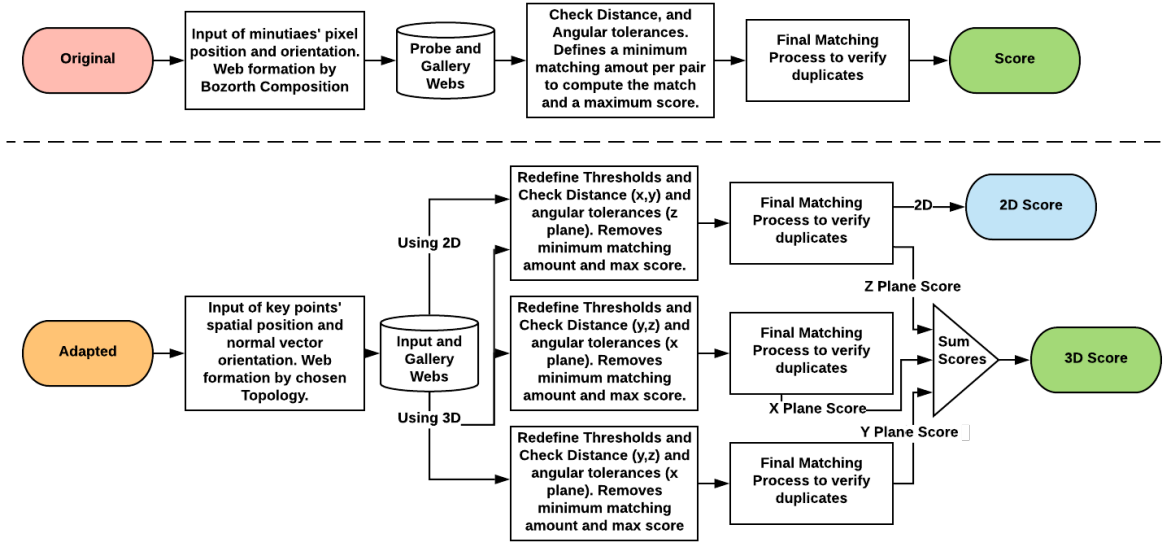 Original
Input of minutiaes' pixel
position and orientation.
Web formation by
Bozorth Composition
Probe and
Gallery
Webs
Check Distance, and
Angular tolerances.
Defines a minimum
matching amout per pair
to compute the match
and a maximum score.
Final Matching
Process to verify
duplicates
Score
Adapted
Input of key points'
spatial position and
normal vector
orientation. Web
formation by chosen
Topology.
Input and
Gallery
Webs
Using 2D
Using 3D
Redefine Thresholds and
Check Distance (x,y) and
angular tolerances (z
plane). Removes
minimum matching
amount and max score.
Final Matching
Process to verify
duplicates
2D
2D Score
Z Plane Score
Redefine Thresholds and
Check Distance (y,z) and
angular tolerances (x
plane). Removes
minimum matching
amount and max score.
Final Matching
Process to verify
duplicates
X Plane Score
Sum
Scores
3D Score
Redefine Thresholds and
Check Distance (y,z) and
angular tolerances (x
plane). Removes
minimum matching
amount and max score
Final Matching
Process to verify
duplicates
Y Plane Score